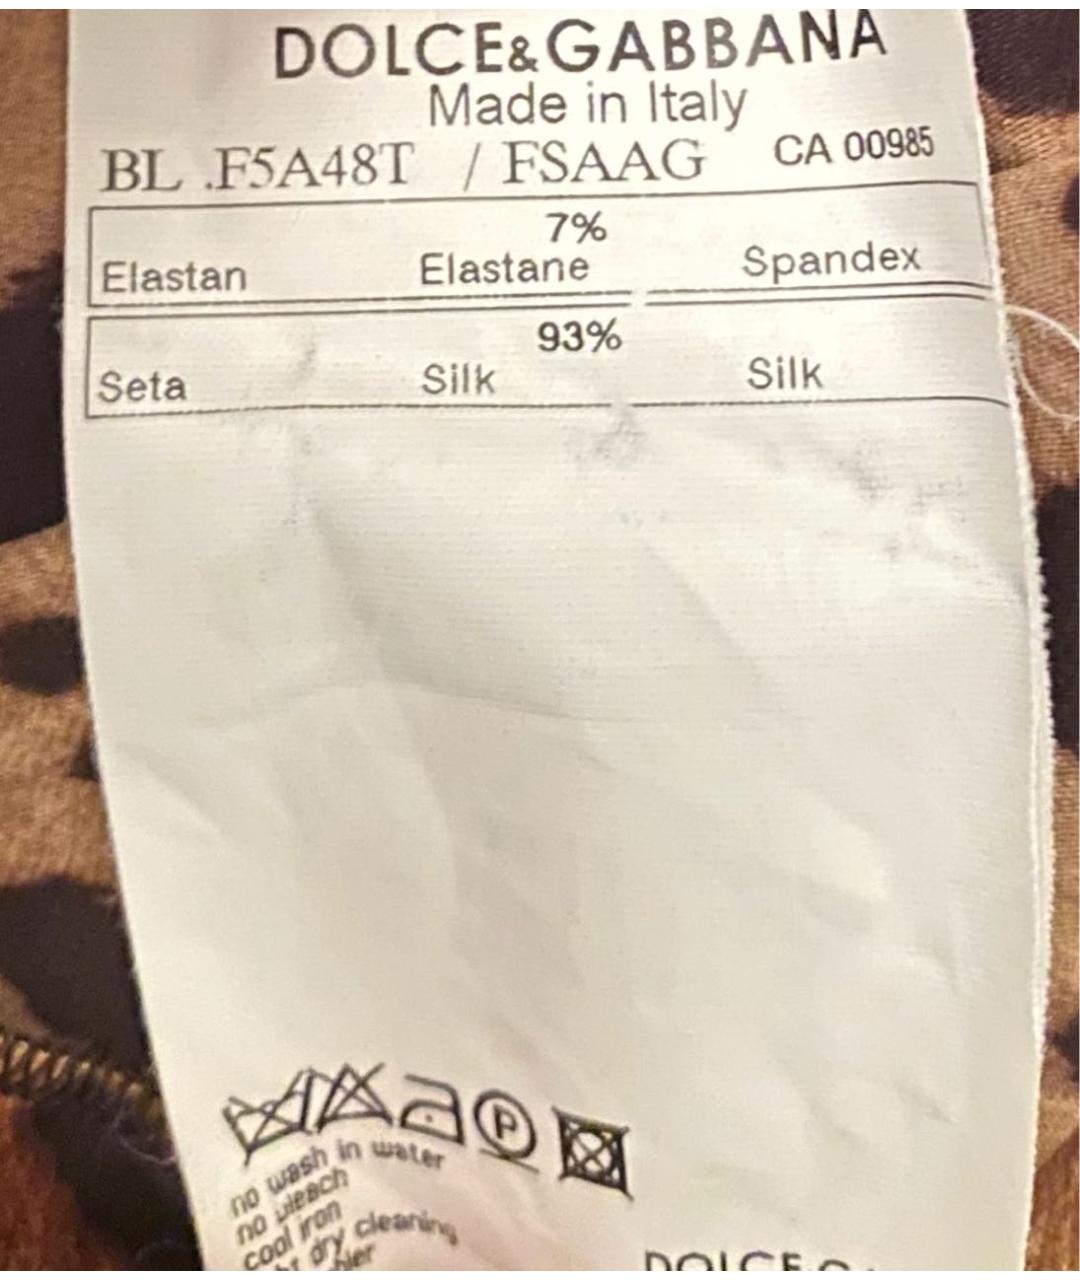 DOLCE&GABBANA
Made in Italy
BL .F5A48T / FSAAG CA 00985
7%
Elastan Elastane Spandex
93%
Seta Silk Silk
P
no wash in water
no bleach
cool iron
dry cleaning
DOLCE